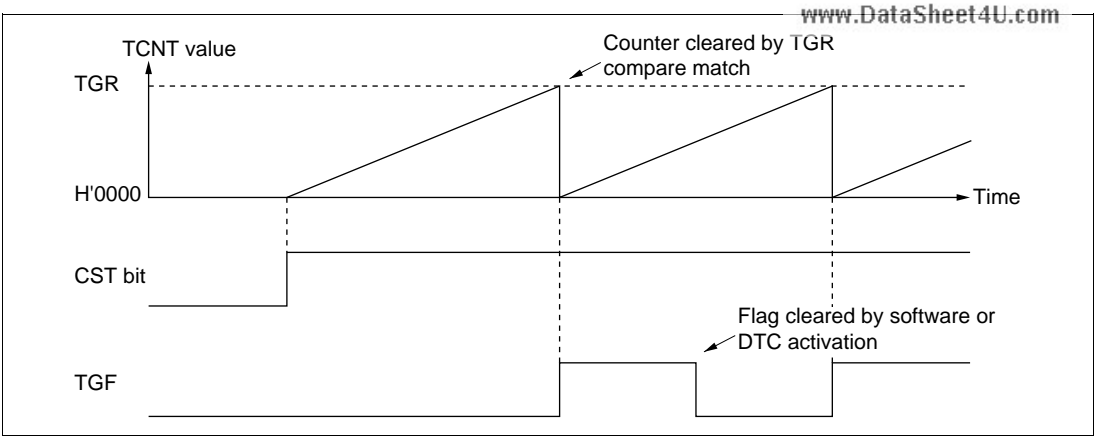 www.DataSheet4U.com
TCNT value
Counter cleared by TGR
compare match
TGR
H'0000
Time
CST bit
Flag cleared by software or
DTC activation
TGF